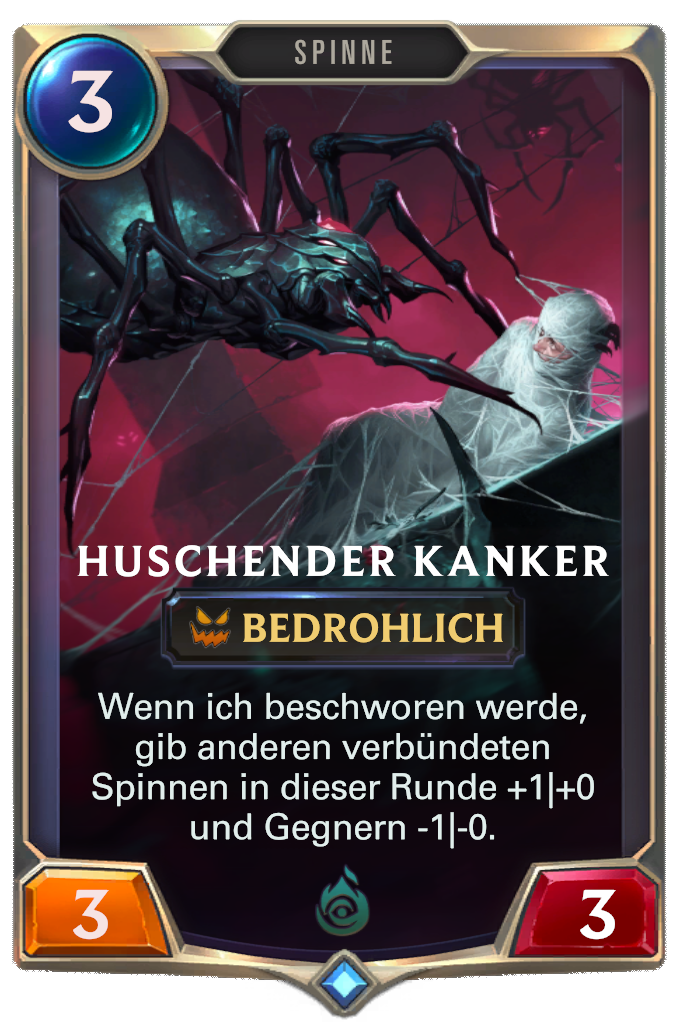 SPINNE
3
HUSCHENDER KANKER
BEDROHLICH
Wenn ich beschworen werde,
gib anderen verbündeten
Spinnen in dieser Runde +1|+0
und Gegnern -1|-0.
3
3